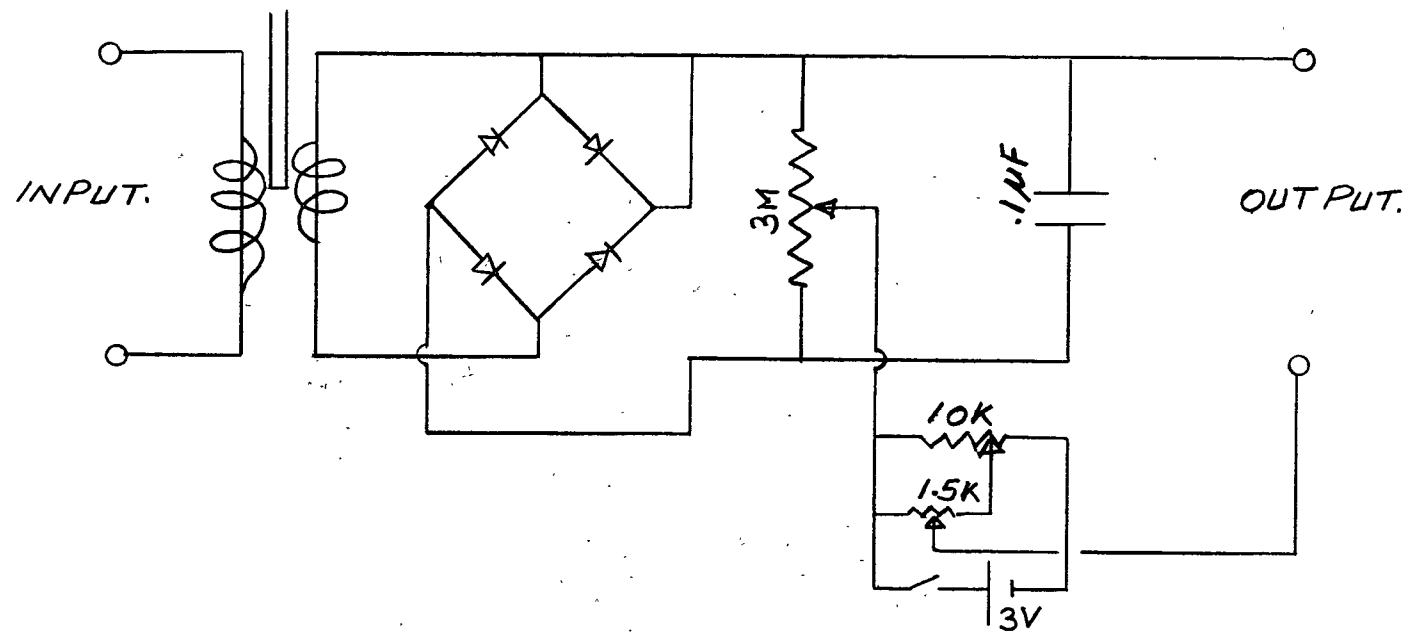 INPUT.
3M
.1µF
OUTPUT.
10K
1.5K
3V